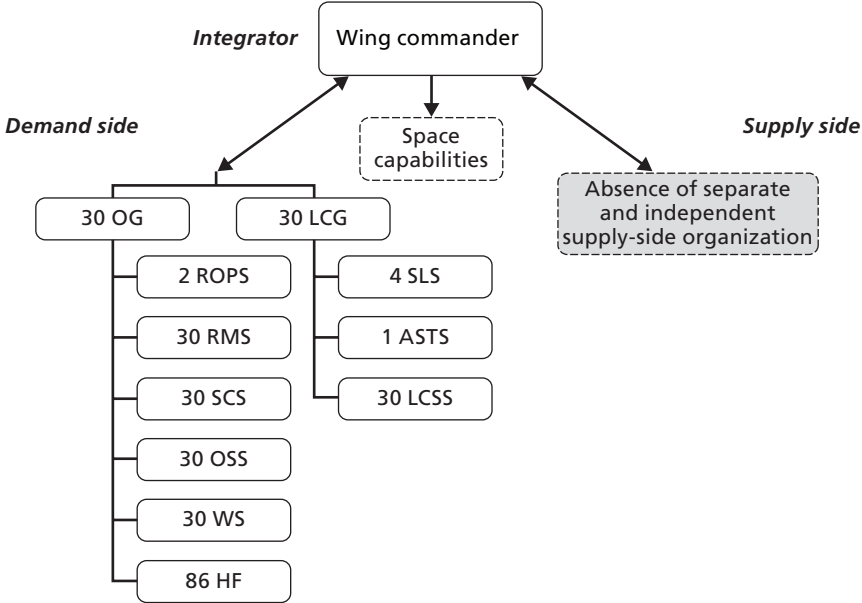 Integrator
Wing commander
Demand side
Space
capabilities
Supply side
Absence of separate
and independent
supply-side organization
30 OG
30 LCG
2 ROPS
4 SLS
30 RMS
1 ASTS
30 SCS
30 LCSS
30 OSS
30 WS
86 HF